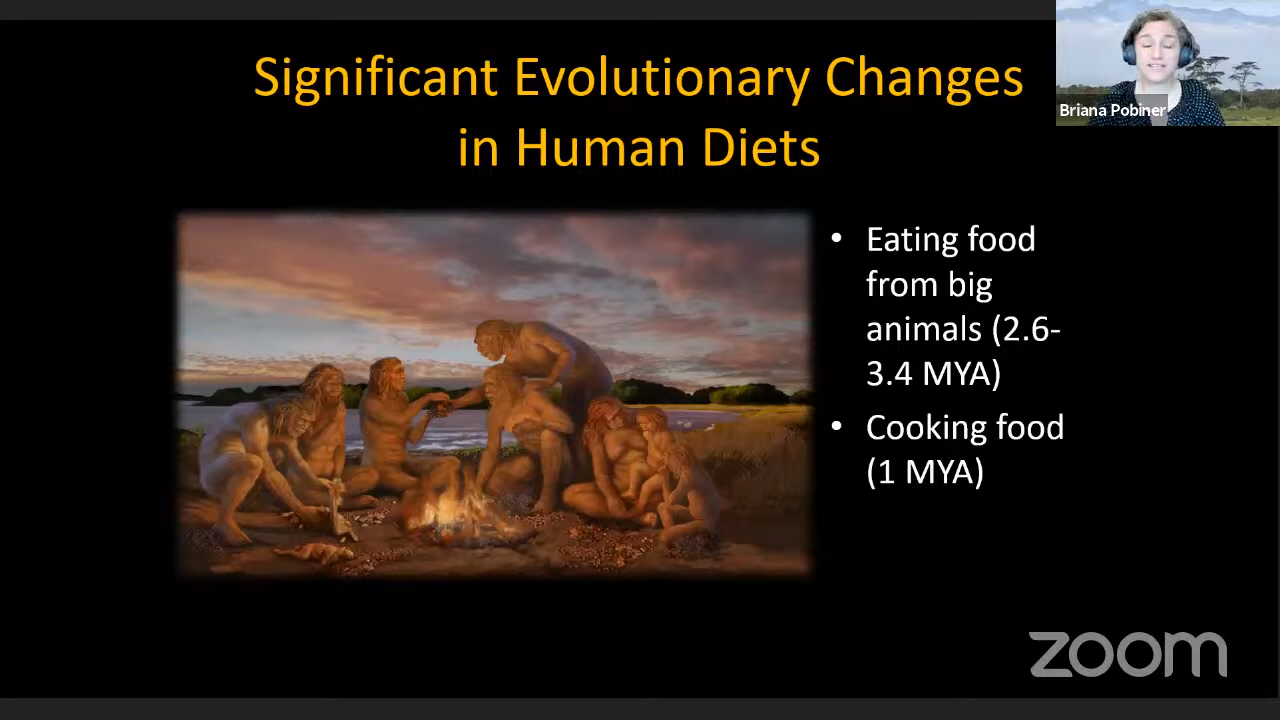 Significant Evolutionary Changes
in Human Diets
Briana Pobiner
• Eating food
from big
animals (2.6-
3.4 MYA)
• Cooking food
(1 MYA)
zoom